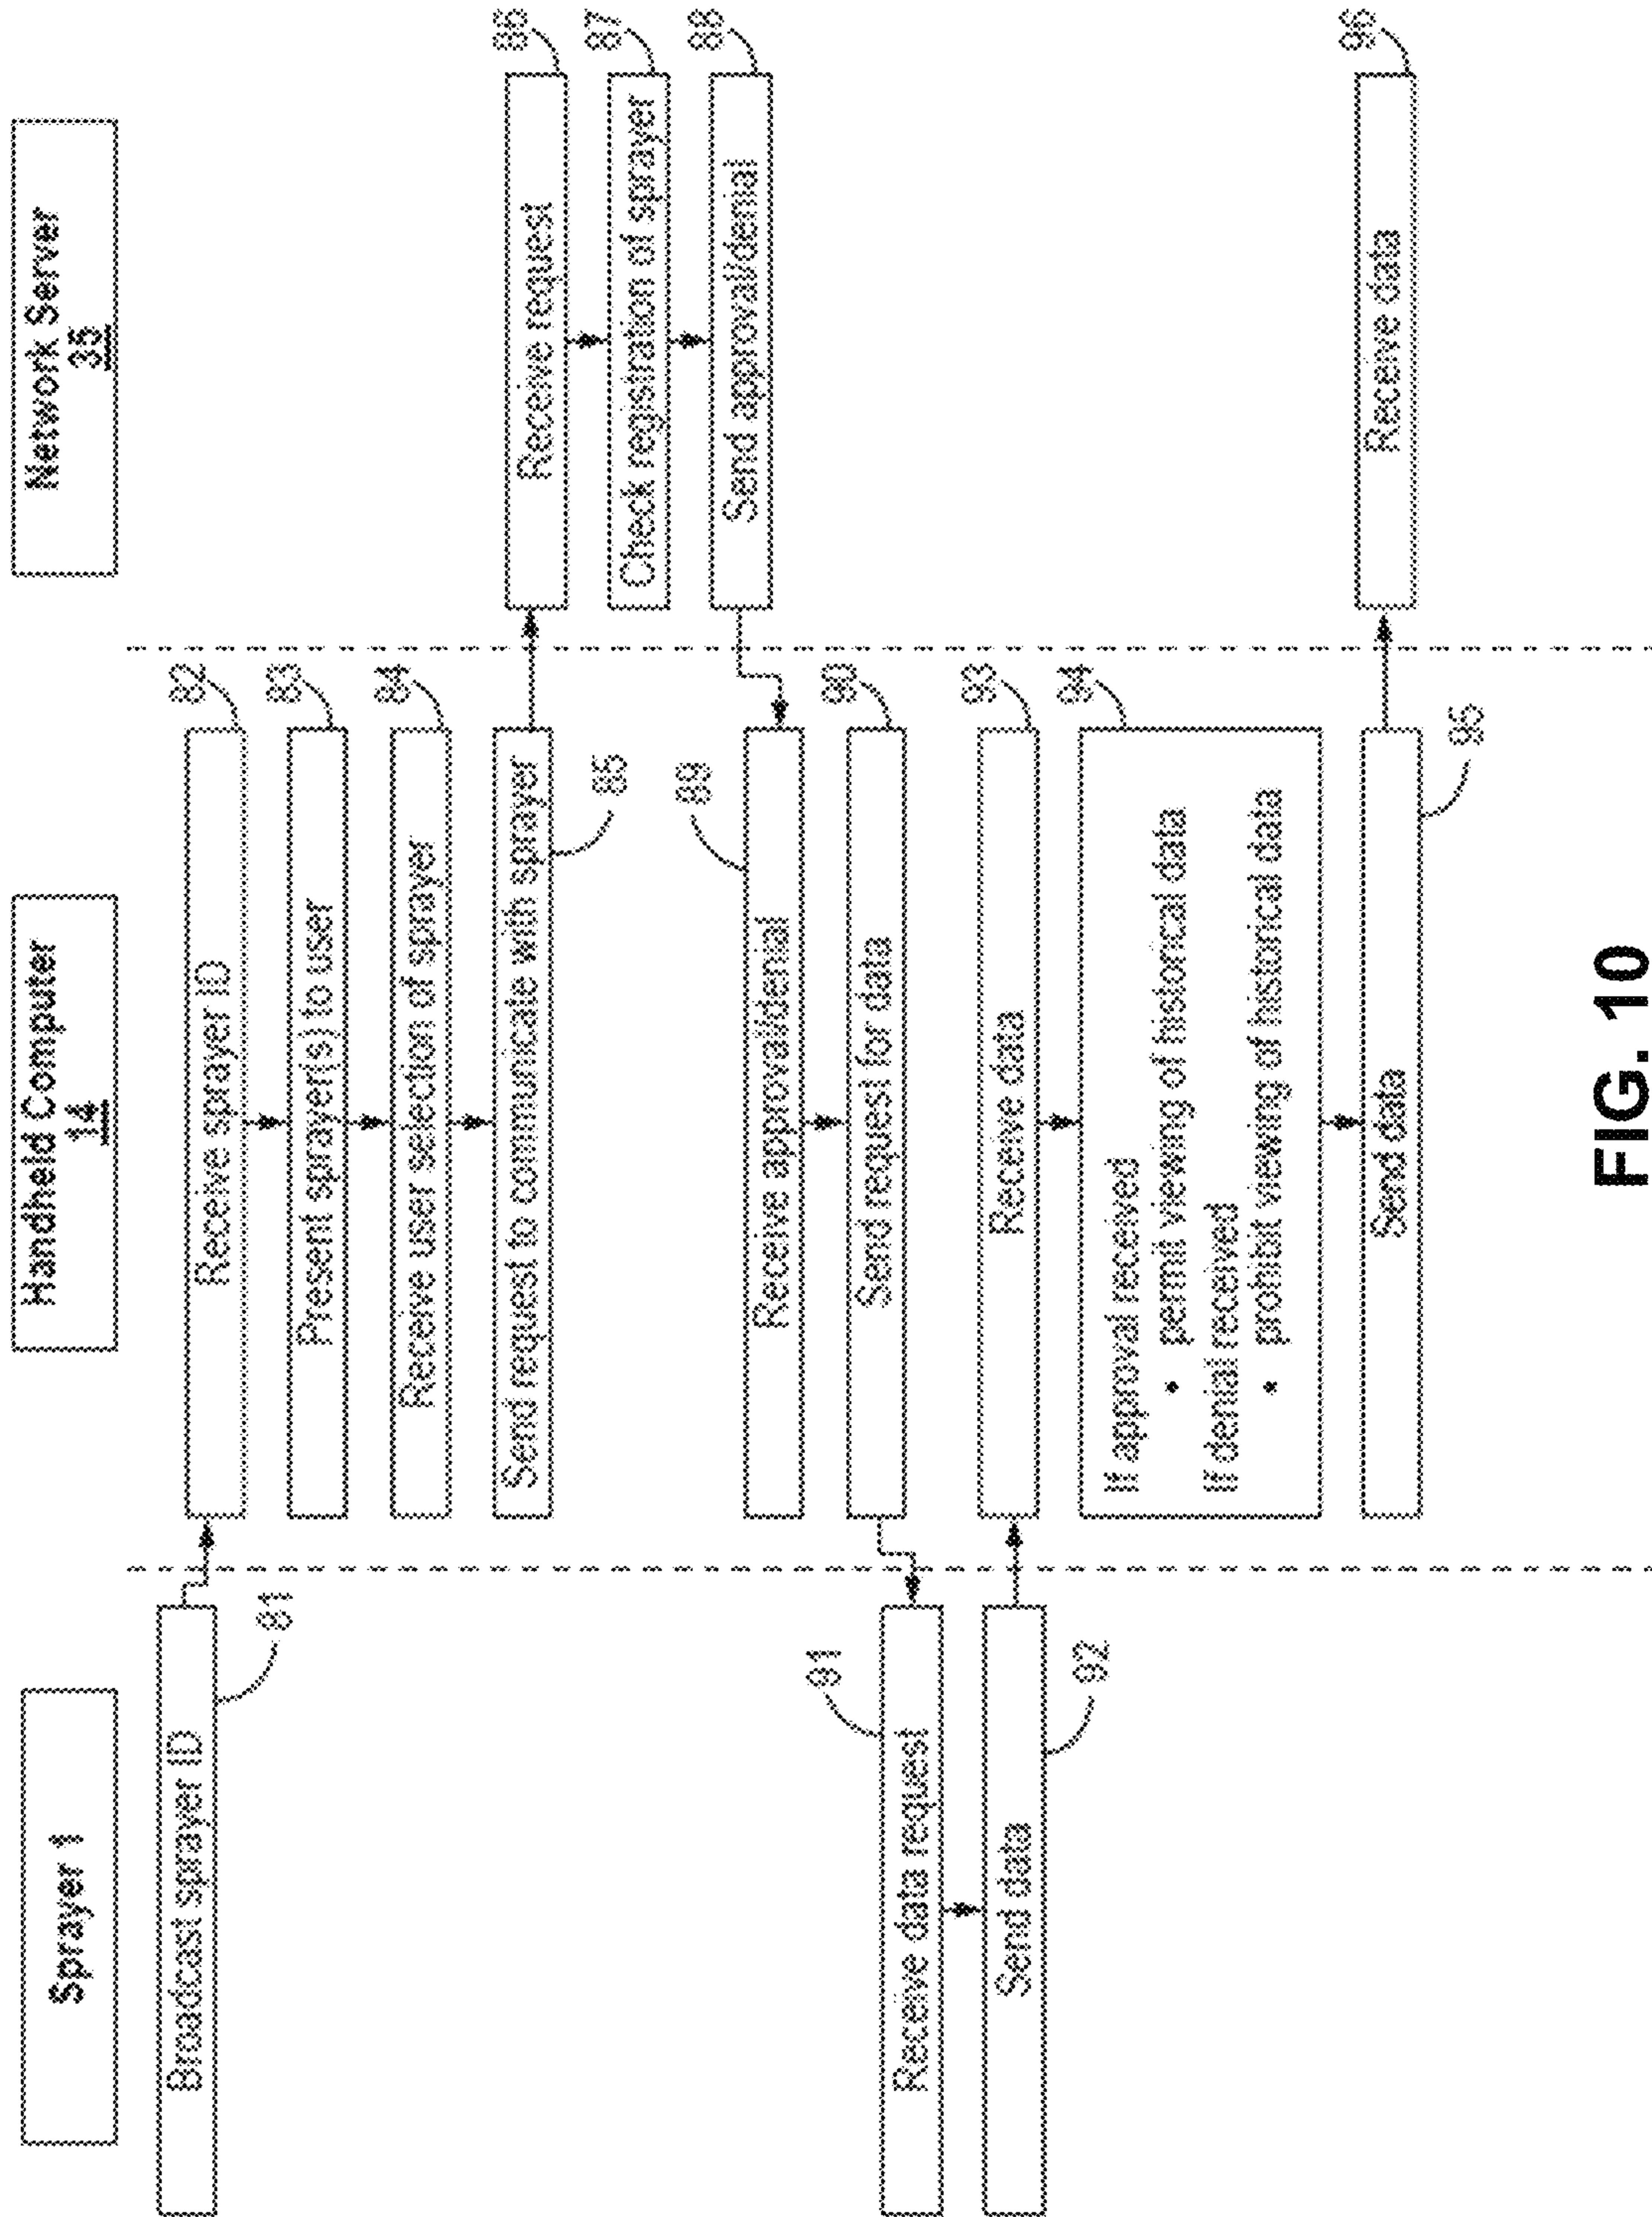 Sprayer 1
Handheld Computer
14
Network Server
35
Broadcast sprayer ID
81
Receive sprayer ID
82
Present sprayer(s) to user
83
Receive user selection of sprayer
84
Send request to communicate with sprayer
85
Receive request
86
Check registration of sprayer
87
Send approval/denial
88
89
Receive approval/denial
Send request for data
90
91
Receive data request
Send data
92
Receive data
93
94
If approval received
• permit viewing of historical data
If denial received
• prohibit viewing of historical data
Send data
95
Receive data
96
FIG. 10